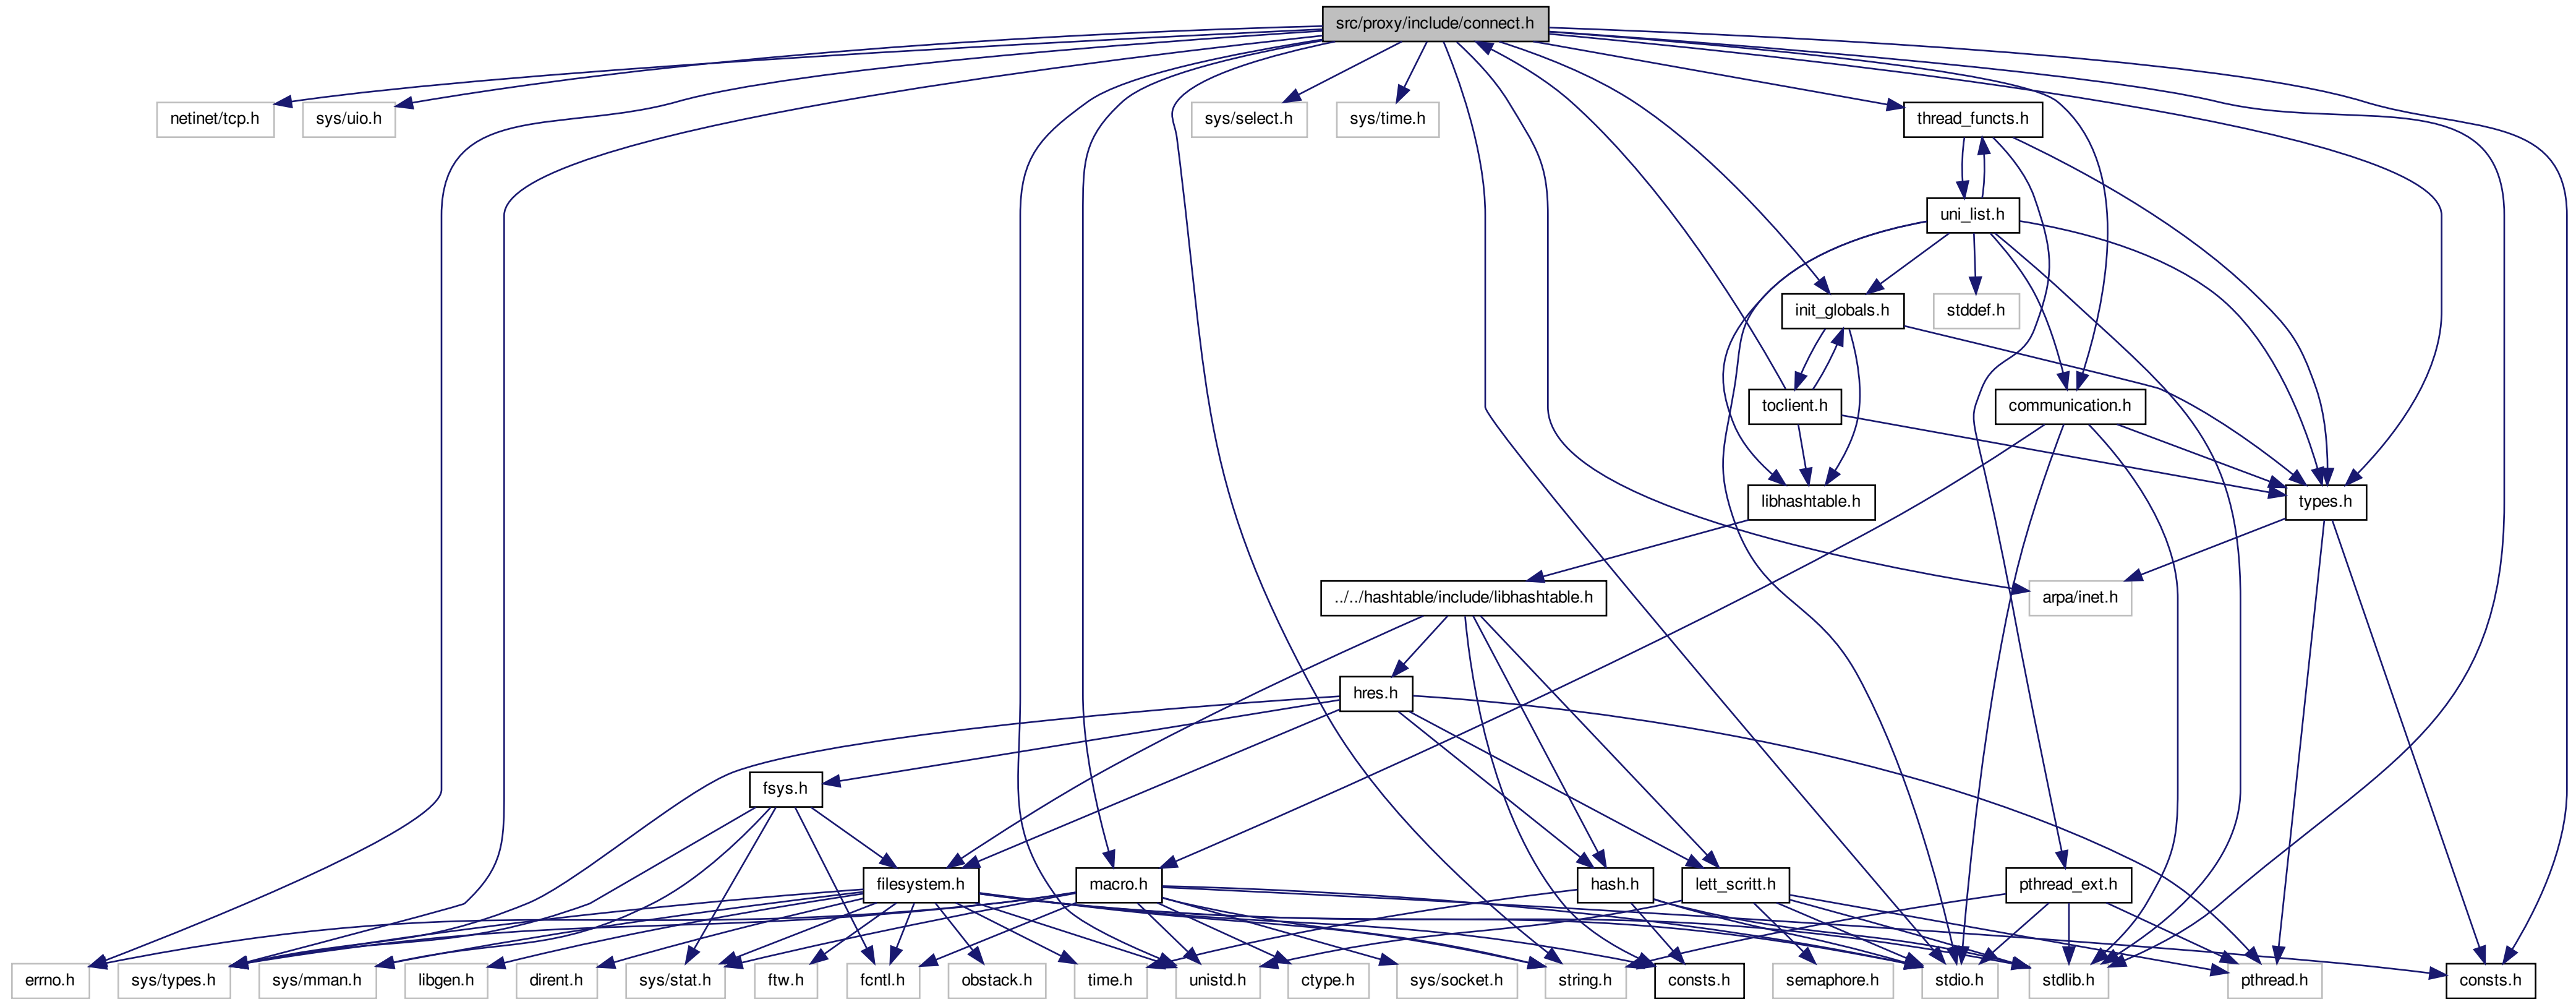 src/proxy/include/connect.h
netinet/tcp.h
sys/uio.h
sys/select.h
sys/time.h
thread_functs.h
uni_list.h
init_globals.h
stddef.h
toclient.h
communication.h
libhashtable.h
types.h
../../hashtable/include/libhashtable.h
arpa/inet.h
hres.h
fsys.h
filesystem.h
macro.h
hash.h
lett_scritt.h
pthread_ext.h
errno.h
sys/types.h
sys/mman.h
libgen.h
dirent.h
sys/stat.h
ftw.h
fcntl.h
obstack.h
time.h
unistd.h
ctype.h
sys/socket.h
string.h
consts.h
semaphore.h
stdio.h
stdlib.h
pthread.h
consts.h